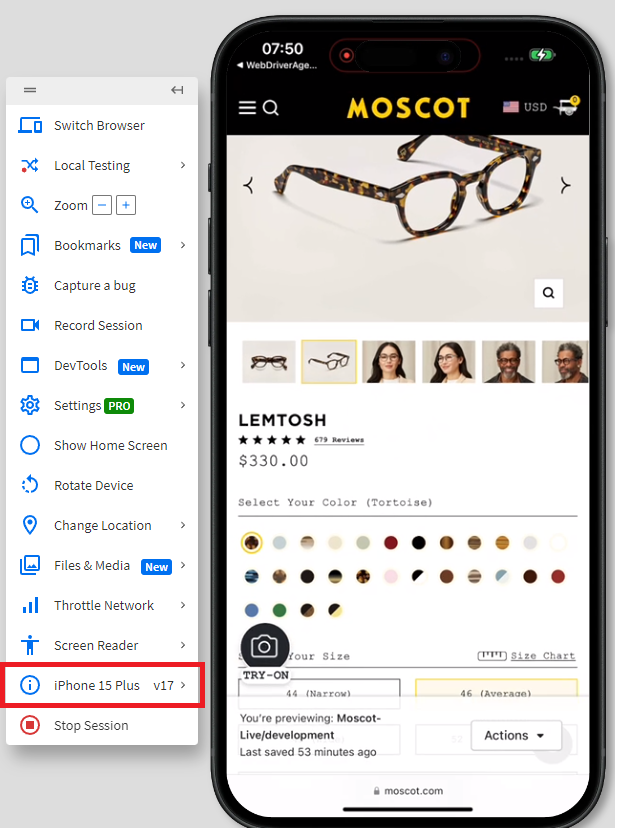 Switch Browser
Local Testing
Zoom
Bookmarks New
Capture a bug
Record Session
DevTools New
Settings PRO
Show Home Screen
Rotate Device
Change Location
Files & Media New
Throttle Network
Screen Reader
iPhone 15 Plus v17
Stop Session
07:50
WebDriverAge...
MOSCOT
USD
0
LEMTOSH
679 Reviews
$330.00
Select Your Color (Tortoise)
Your Size
Size Chart
TRY-ON
44 (Narrow)
46 (Average)
You're previewing: Moscot-
Live/development
Last saved 53 minutes ago
Actions
moscot.com